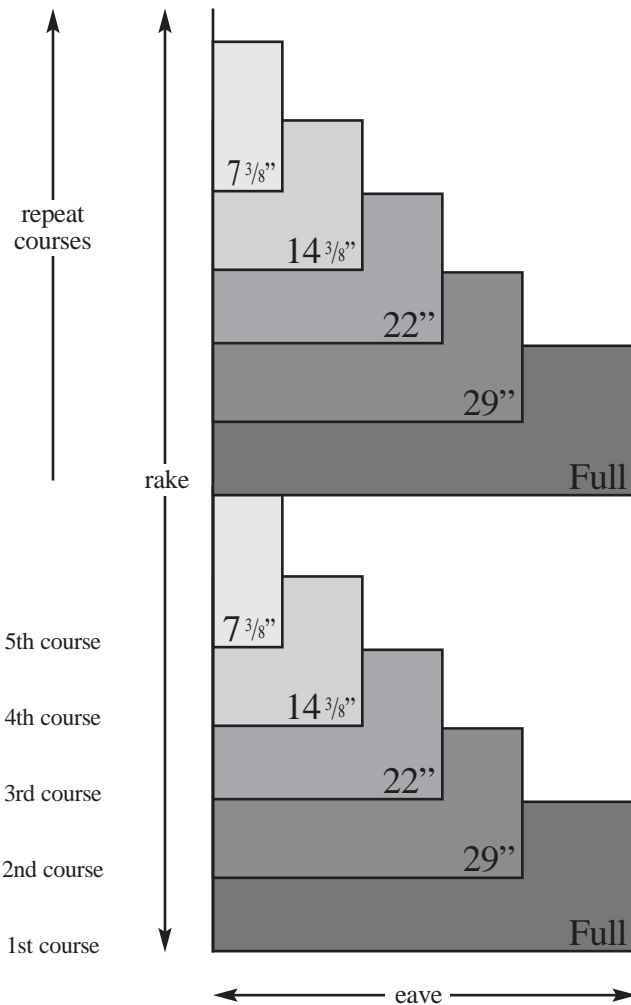 7 3/8”
repeat
courses
14 3/8”
22”
29”
rake
Full
7 3/8”
5th course
14 3/8”
4th course
22”
3rd course
29”
2nd course
Full
1st course
eave